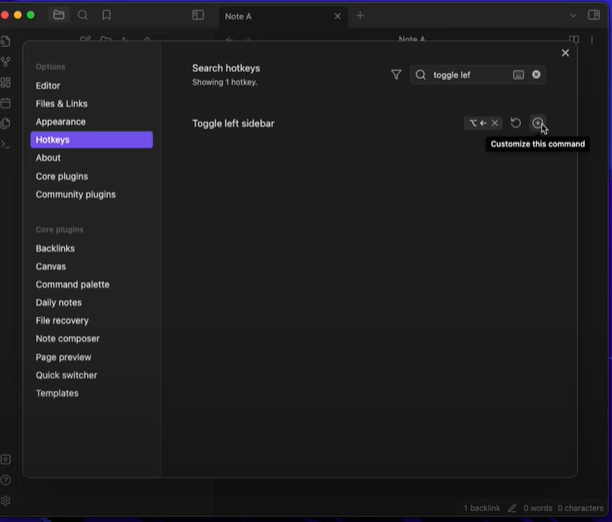 Note A
Note A
Options
Editor
Files & Links
Appearance
Hotkeys
About
Core plugins
Community plugins
Core plugins
Backlinks
Canvas
Command palette
Daily notes
File recovery
Note composer
Page preview
Quick switcher
Templates
Search hotkeys
Showing 1 hotkey.
toggle lef
Toggle left sidebar
⌥ ←
Customize this command
1 backlink 0 words 0 characters